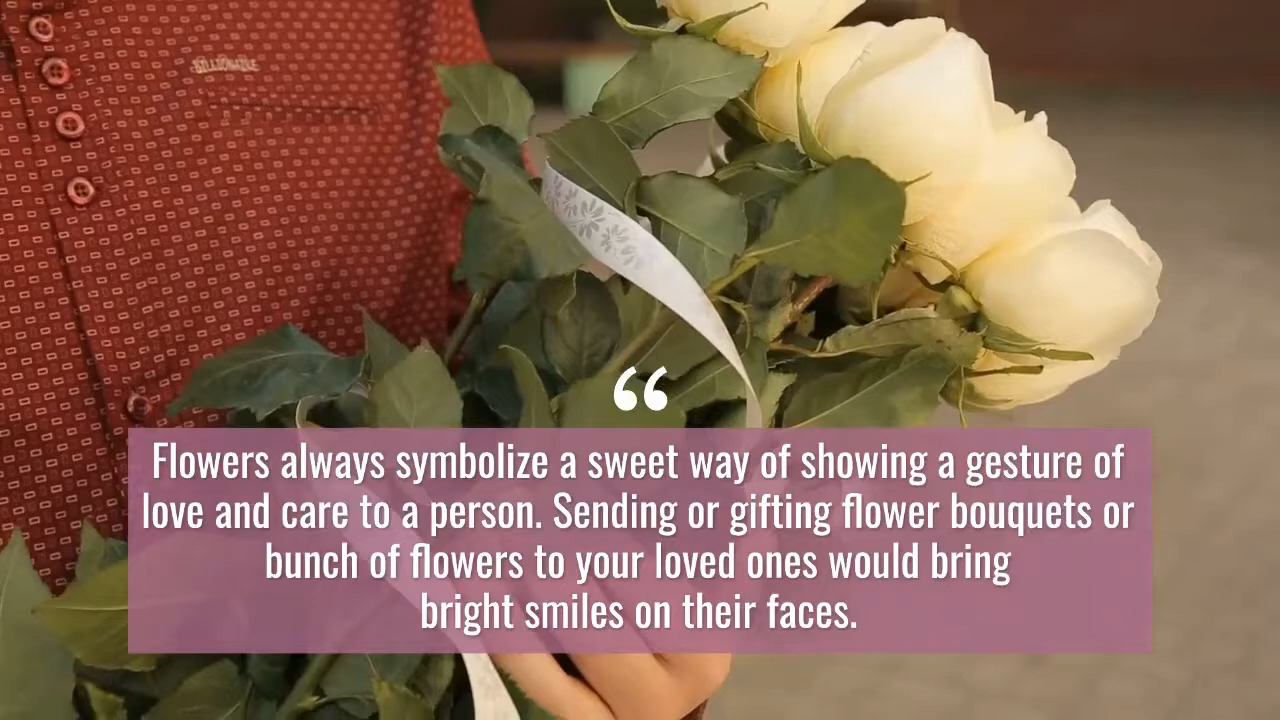 BILLIONAIRE
“
Flowers always symbolize a sweet way of showing a gesture of
love and care to a person. Sending or gifting flower bouquets or
bunch of flowers to your loved ones would bring
bright smiles on their faces.